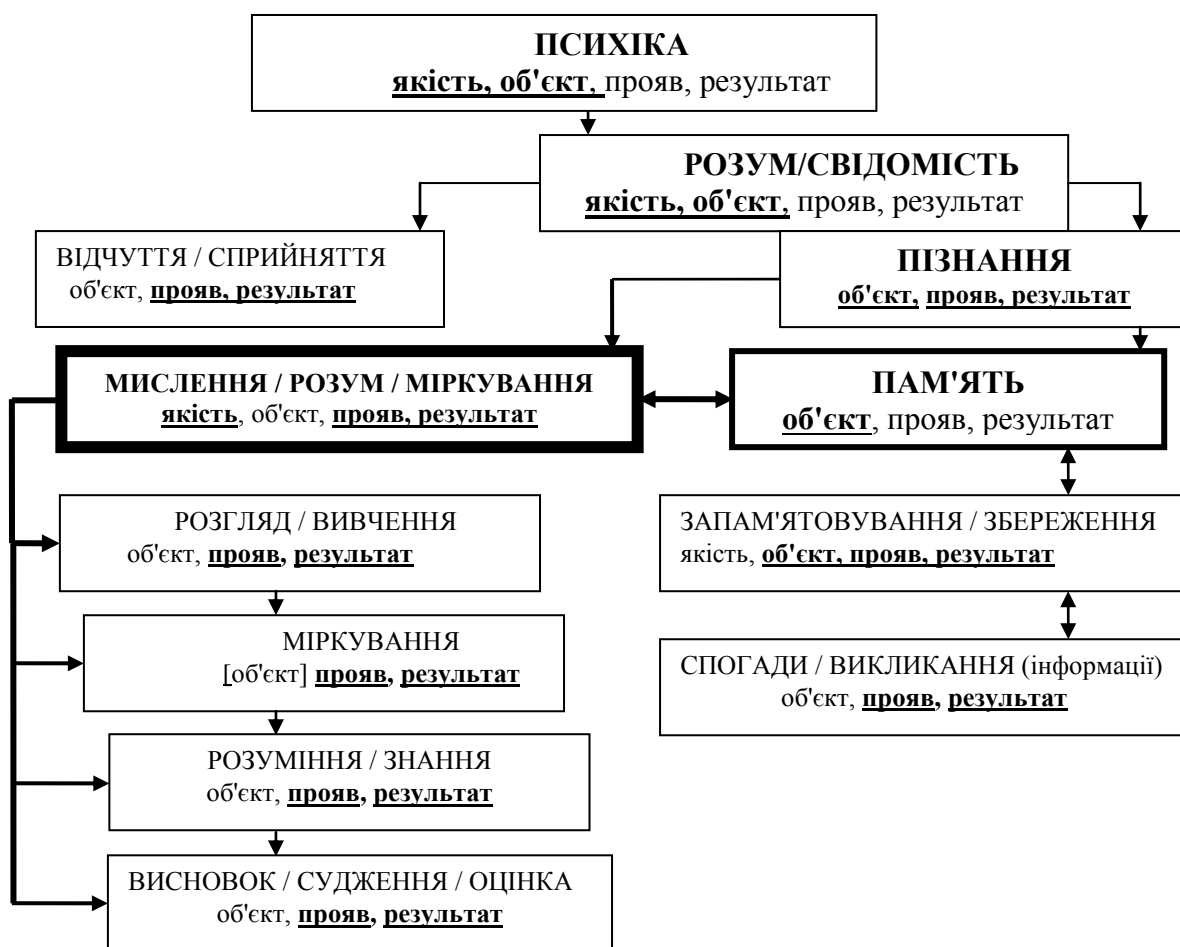 ПСИХІКА
якість, об'єкт, прояв, результат
РОЗУМ/СВІДОМІСТЬ
якість, об'єкт, прояв, результат
ВІДЧУТТЯ / СПРИЙНЯТТЯ
об'єкт, прояв, результат
ПІЗНАННЯ
об'єкт, прояв, результат
МИСЛЕННЯ / РОЗУМ / МІРКУВАННЯ
якість, об'єкт, прояв, результат
ПАМ'ЯТЬ
об'єкт, прояв, результат
РОЗГЛЯД / ВИВЧЕННЯ
об'єкт, прояв, результат
ЗАПАМ'ЯТОВУВАННЯ / ЗБЕРЕЖЕННЯ
якість, об'єкт, прояв, результат
МІРКУВАННЯ
[об'єкт] прояв, результат
СПОГАДИ / ВИКЛИКАННЯ (інформації)
об'єкт, прояв, результат
РОЗУМІННЯ / ЗНАННЯ
об'єкт, прояв, результат
ВИСНОВОК / СУДЖЕННЯ / ОЦІНКА
об'єкт, прояв, результат